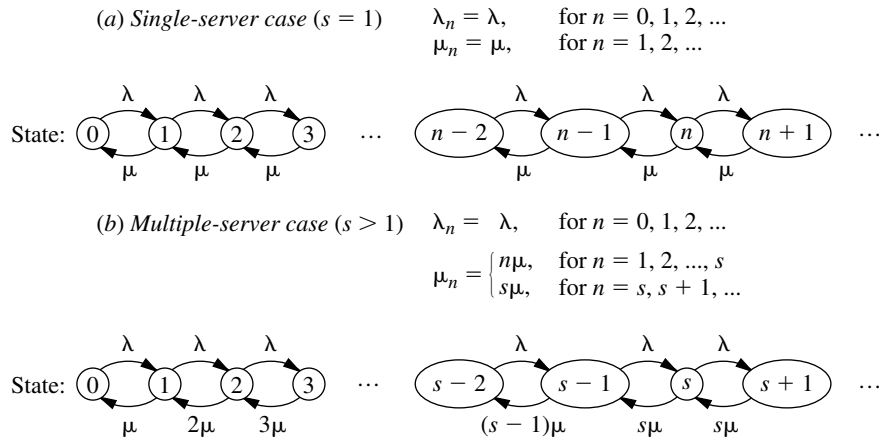 (a) Single-server case (s = 1) λn = λ, for n = 0, 1, 2, ...
μn = μ, for n = 1, 2, ...
λ λ λ λ λ λ
State: 0 1 2 3 ... n − 2 n − 1 n n + 1 ...
μ μ μ μ μ μ
(b) Multiple-server case (s > 1) λn = λ, for n = 0, 1, 2, ...
μn = { nμ, for n = 1, 2, ..., s
sμ, for n = s, s + 1, ...
λ λ λ λ λ λ
State: 0 1 2 3 ... s − 2 s − 1 s s + 1 ...
μ 2μ 3μ (s − 1)μ sμ sμ